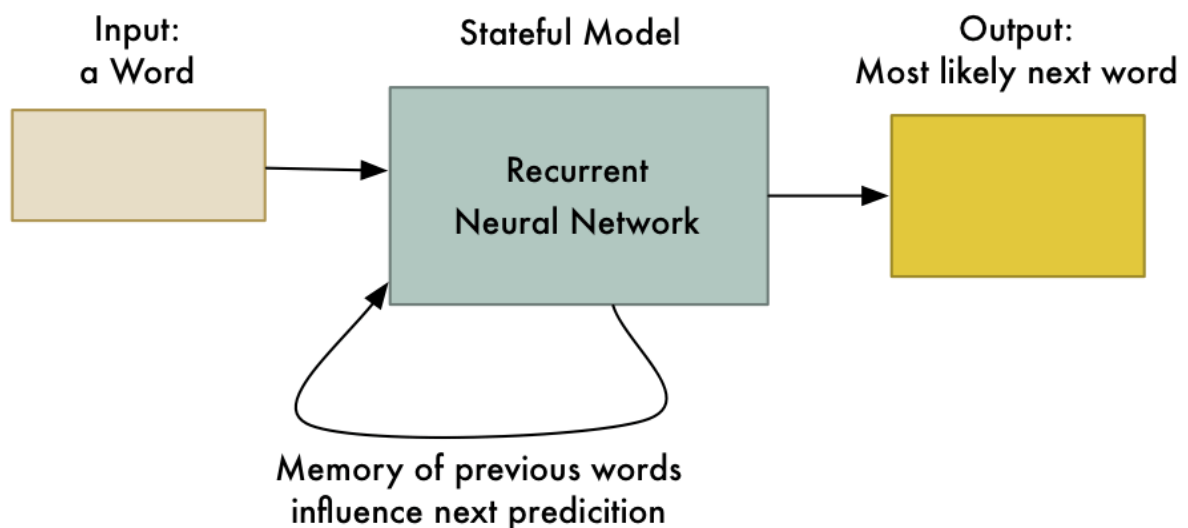 Input:
a Word
Stateful Model
Output:
Most likely next word
Recurrent
Neural Network
Memory of previous words
influence next predicition